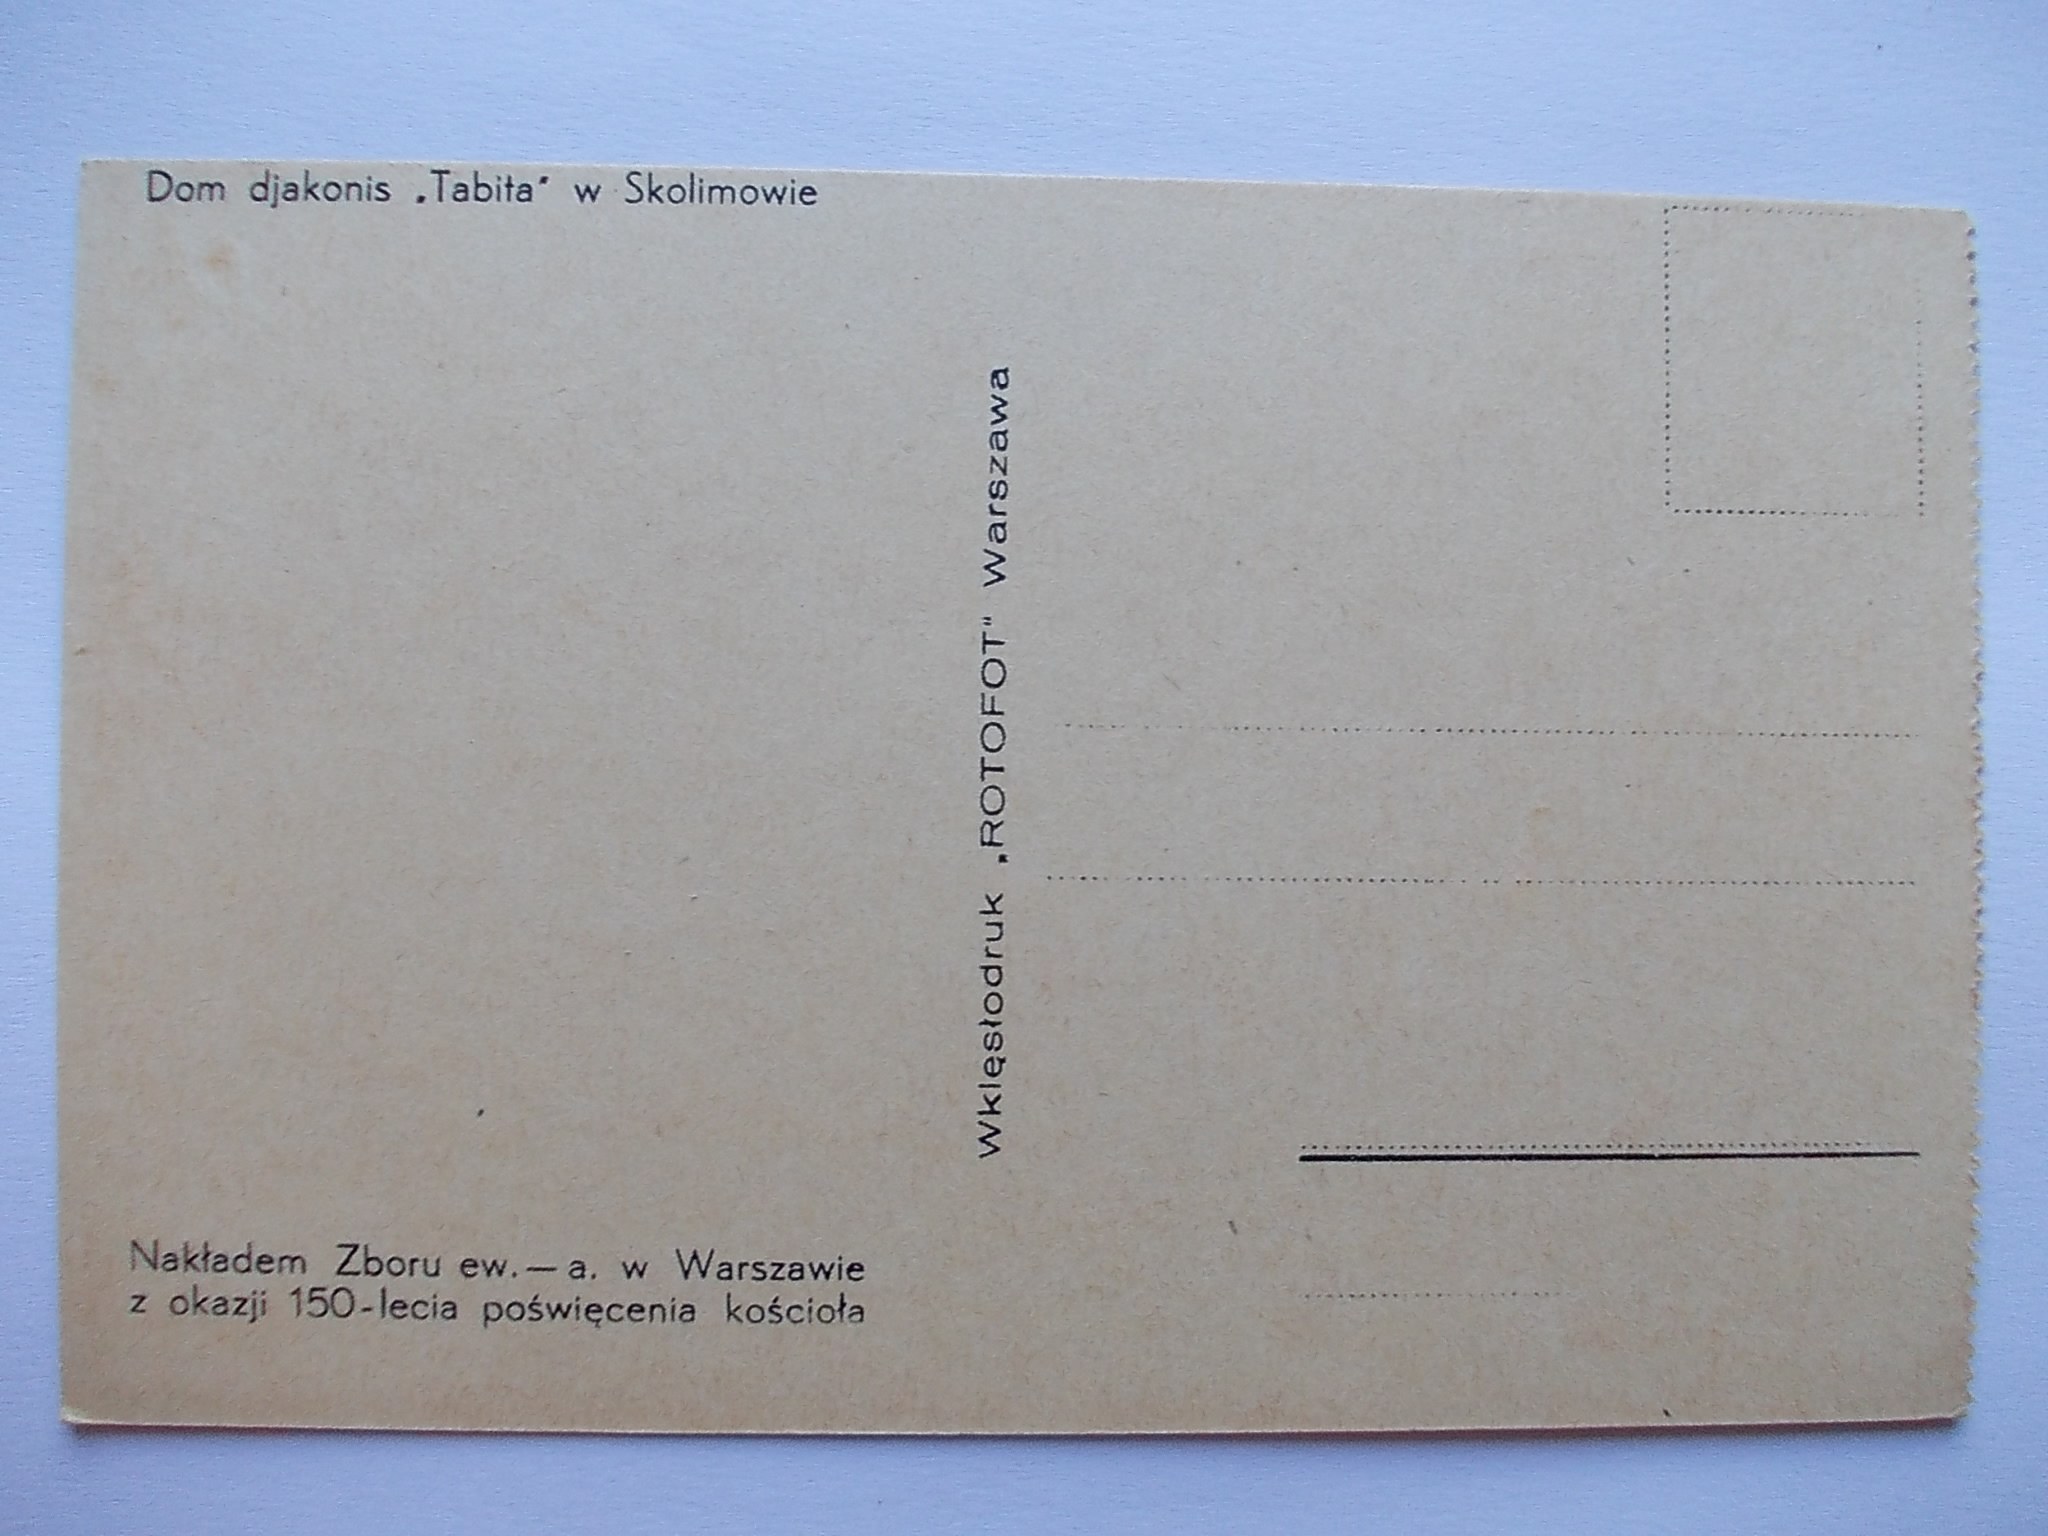 Dom djakonis „Tabita" w Skolimowie
Wklęsłodruk „ROTOFOT" Warszawa
Nakładem Zboru ew.—a. w Warszawie
z okazji 150-lecia poświęcenia kościoła